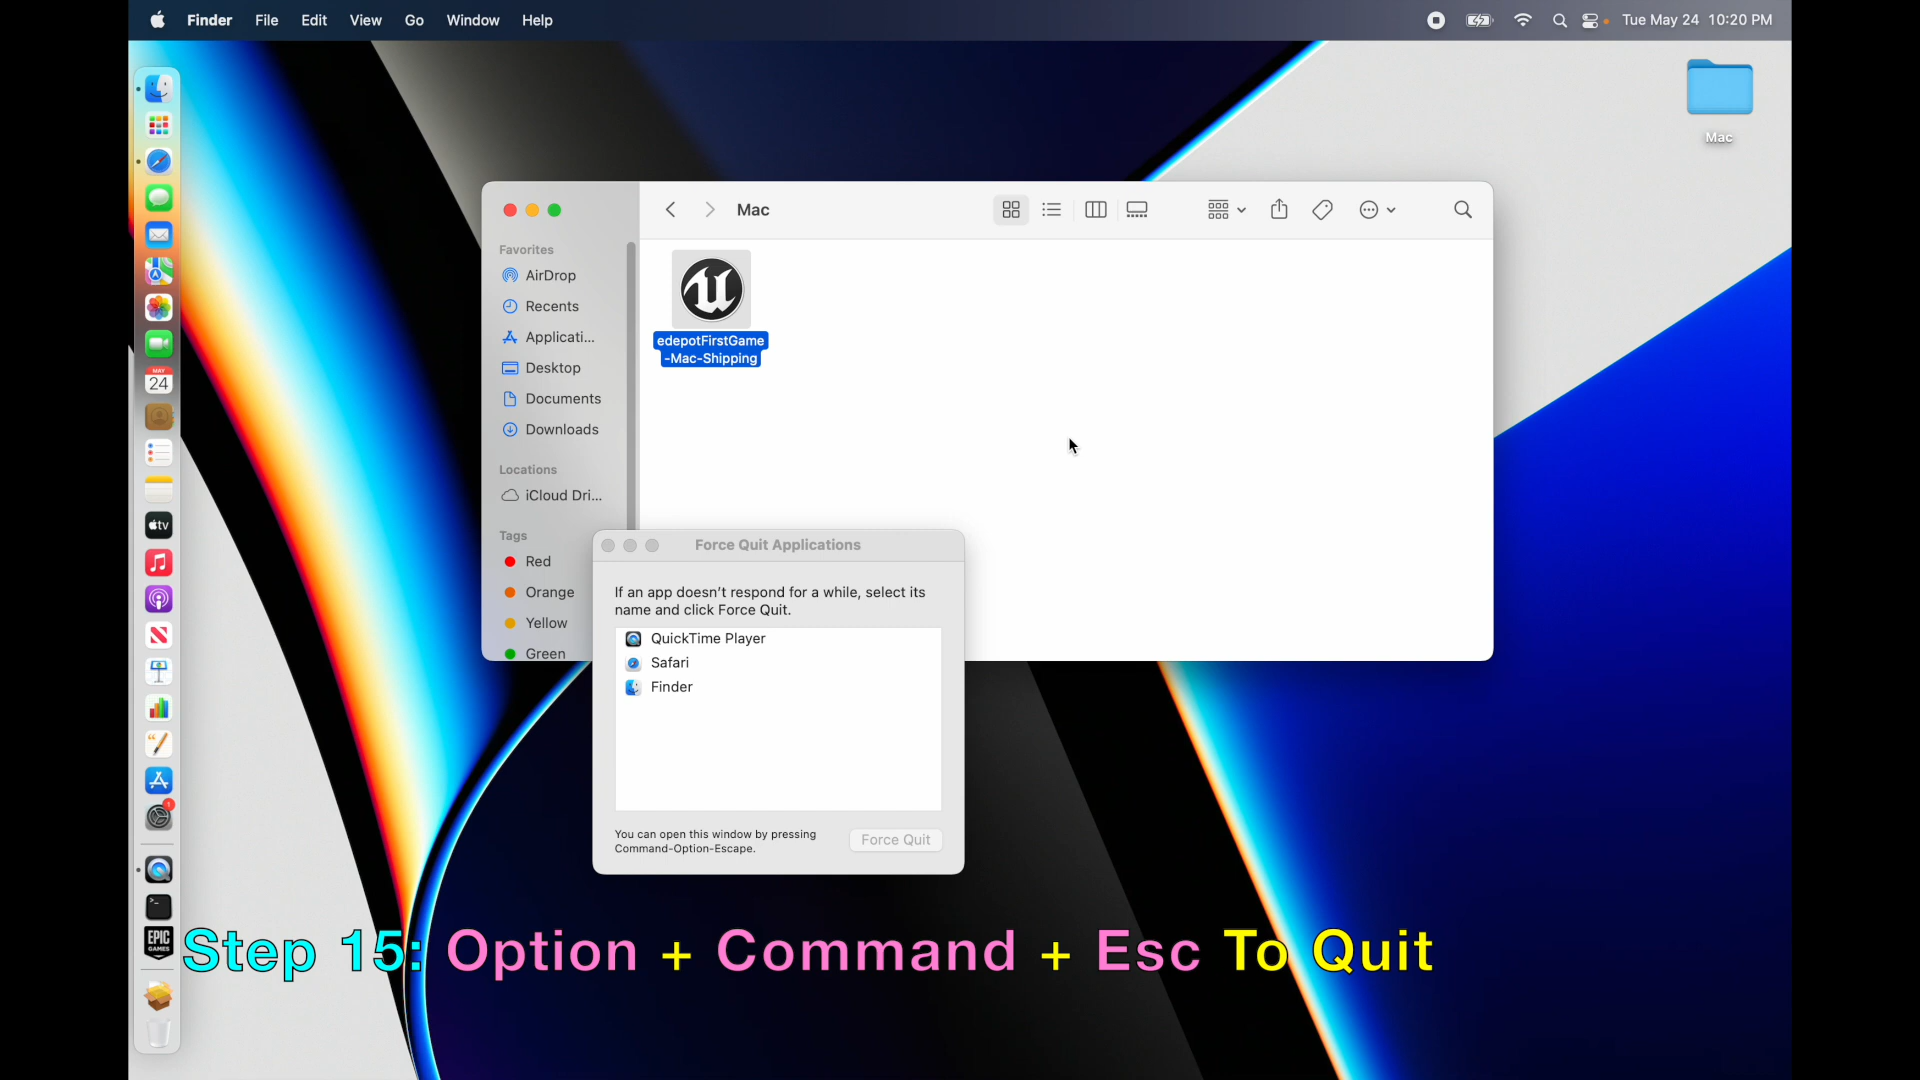 Finder File Edit View Go Window Help
Tue May 24 10:20 PM
Mac
Mac
Favorites
AirDrop
Recents
Applicati...
Desktop
Documents
Downloads
Locations
iCloud Dri...
Tags
Red
Orange
Yellow
Green
edepotFirstGame
-Mac-Shipping
Force Quit Applications
If an app doesn't respond for a while, select its
name and click Force Quit.
QuickTime Player
Safari
Finder
You can open this window by pressing
Command-Option-Escape.
Force Quit
MAY
24
tv
1
EPIC
GAMES
Step 15: Option + Command + Esc To Quit